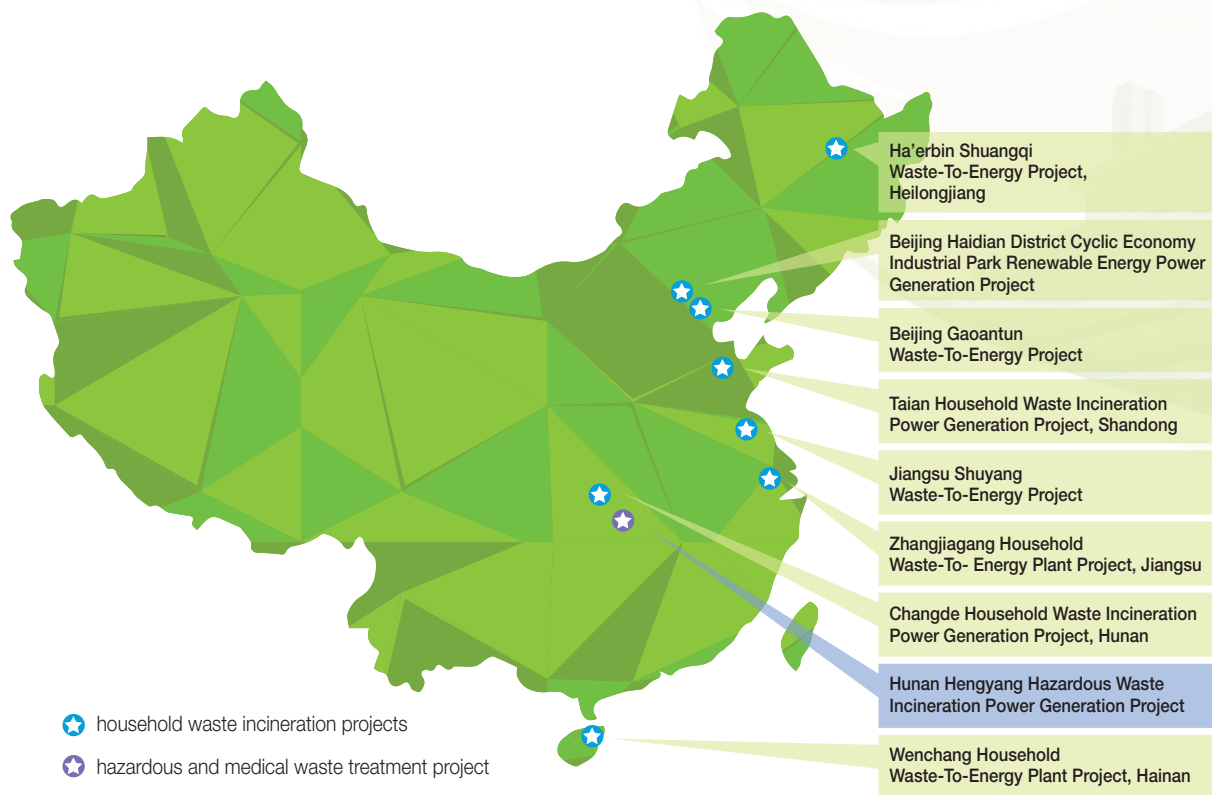 Ha’erbin Shuangqi
Waste-To-Energy Project,
Heilongjiang
Beijing Haidian District Cyclic Economy
Industrial Park Renewable Energy Power
Generation Project
Beijing Gaoantun
Waste-To-Energy Project
Taian Household Waste Incineration
Power Generation Project, Shandong
Jiangsu Shuyang
Waste-To-Energy Project
Zhangjiagang Household
Waste-To- Energy Plant Project, Jiangsu
Changde Household Waste Incineration
Power Generation Project, Hunan
Hunan Hengyang Hazardous Waste
Incineration Power Generation Project
Wenchang Household
Waste-To-Energy Plant Project, Hainan
household waste incineration projects
hazardous and medical waste treatment project